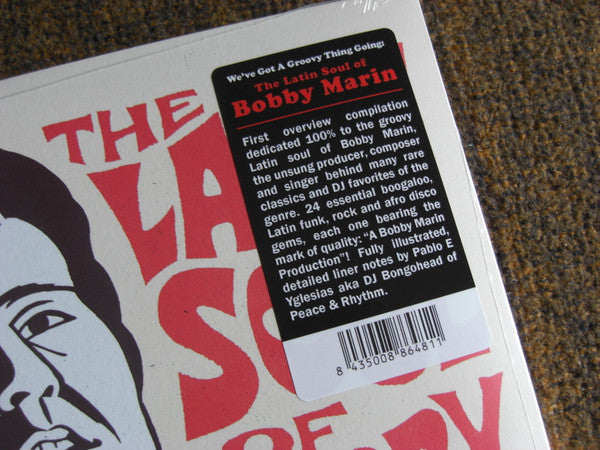 We've Got A Groovy Thing Going:
The Latin Soul of
Bobby Marin
First overview compilation
dedicated 100% to the groovy
Latin soul of Bobby Marin,
the unsung producer, composer
and singer behind many rare
classics and DJ favorites of the
genre. 24 essential boogaloo,
Latin funk, rock and afro disco
gems, each one bearing the
mark of quality: “A Bobby Marin
Production”! Fully illustrated,
detailed liner notes by Pablo E
Yglesias aka DJ Bongohead of
Peace & Rhythm.
8 435008 864811
THE
SOUL
OF